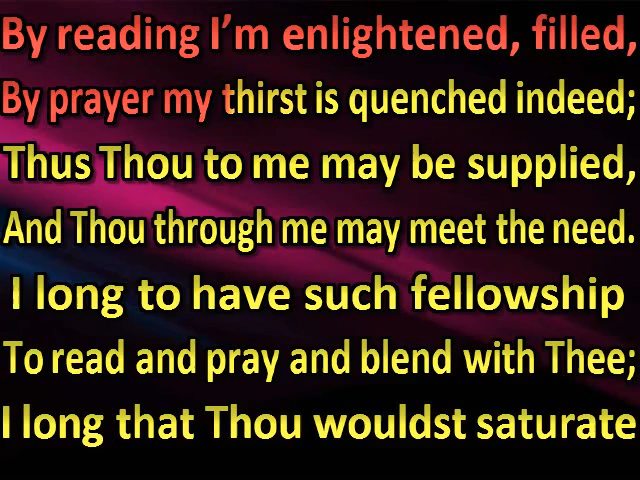 By reading I’m enlightened, filled,
By prayer my thirst is quenched indeed;
Thus Thou to me may be supplied,
And Thou through me may meet the need.
I long to have such fellowship
To read and pray and blend with Thee;
I long that Thou wouldst saturate